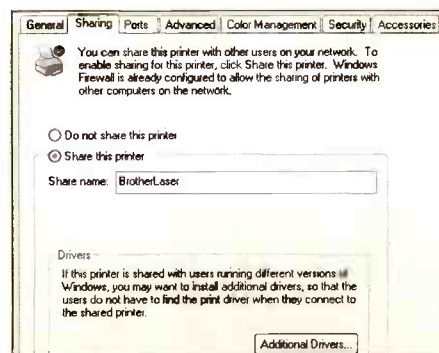 General Sharing Ports Advanced Color Management Security Accessories
You can share this printer with other users on your network. To
enable sharing for this printer, click Share this printer. Windows
Firewall is already configured to allow the sharing of printers with
other computers on the network.
Do not share this printer
Share this printer
Share name: BrotherLaser
Drivers
If this printer is shared with users running different versions of
Windows, you may want to install additional drivers, so that the
users do not have to find the print driver when they connect to
the shared printer.
Additional Drivers...